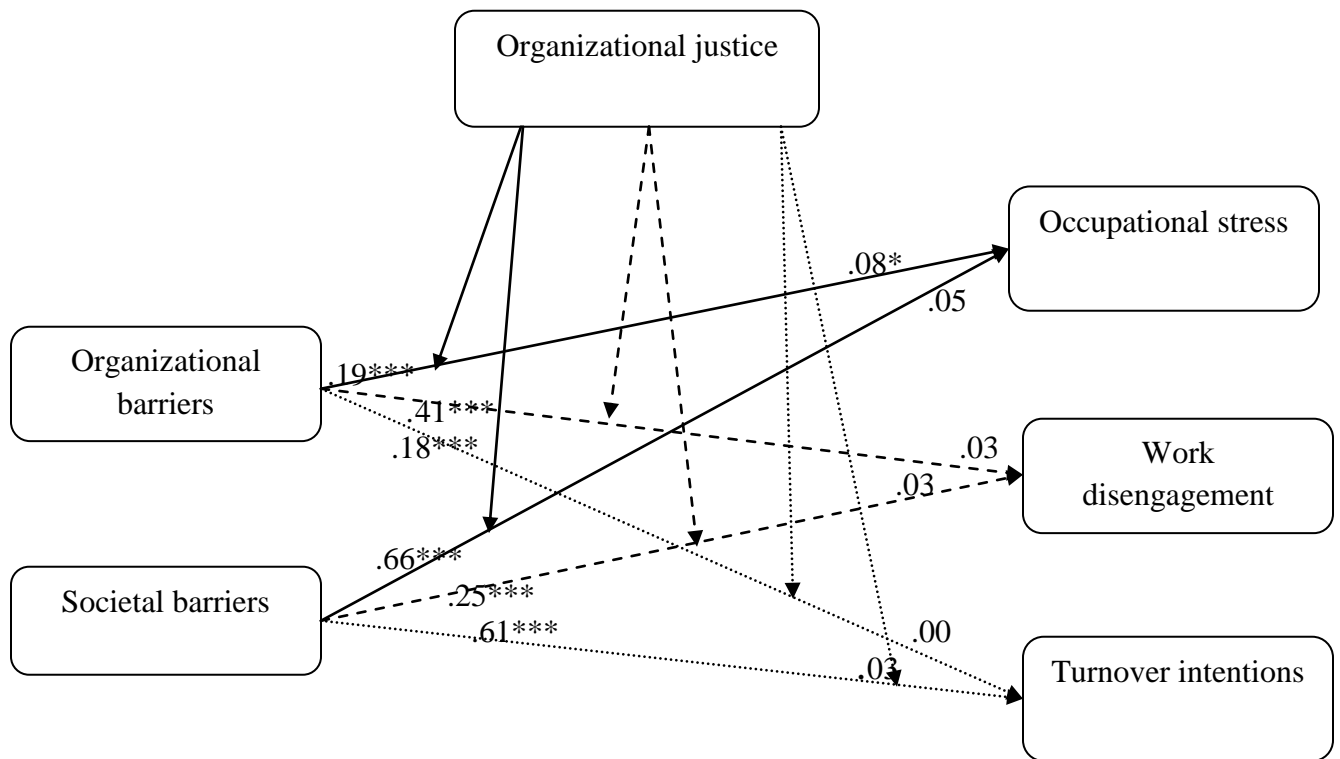 Organizational justice
Occupational stress
.08*
.05
Organizational
barriers
.19***
.41***
.18***
.03
.03
Work
disengagement
.66***
.25***
.61***
Societal barriers
.00
.03
Turnover intentions